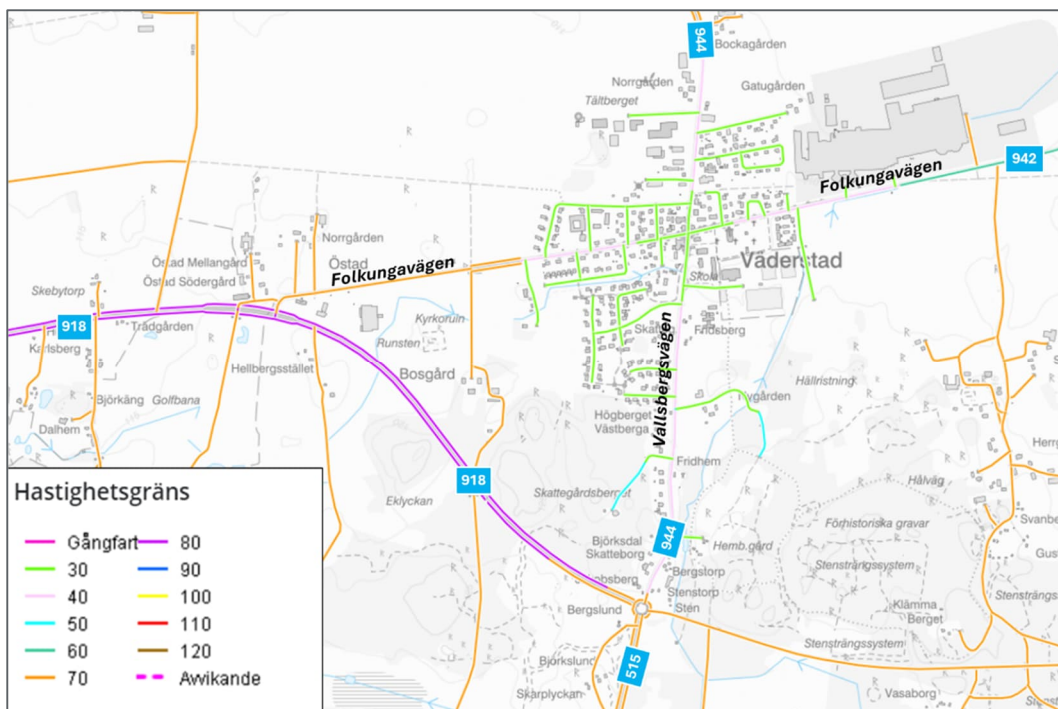 944
Bockagården
Norrgården
Gatugården
Tältberget
942
Folkungavägen
Norrgården
Östad Mellangård
Östad
Östad Södergård
Folkungavägen
Väderstad
Skola
Skebytorp
918
Trädgården
Karlsberg
Kyrkoruin
Runsten
Hellbergsstället
Bosgård
Fridsberg
Vallsbergsvägen
Hällristning
Björkäng
Golfbana
Dalhem
Högberget
Västberga
Fridhem
918
Eklyckan
Skattegårdsberget
Hålväg
Förhistoriska gravar
Stensträngssystem
944
Björksdal
Skatteborg
Hemb.gård
Bergstorp
Stenstorp
Sten
Bergslund
Klämma
Berget
Stensträngssystem
Björkslund
515
Skärplyckan
Vasaborg
Hastighetsgräns
Gångfart
80
30
90
40
100
50
110
60
120
70
Avvikande